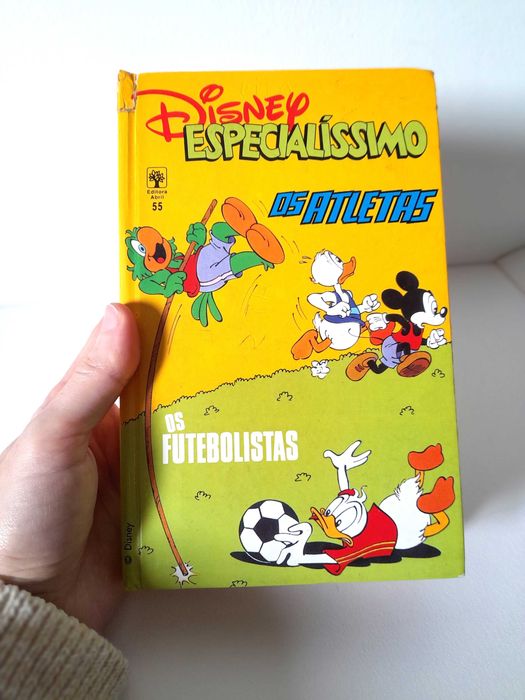 Disney
ESPECIALÍSSIMO
Editora
Abril
55
OS ATLETAS
OS
FUTEBOLISTAS
© Disney